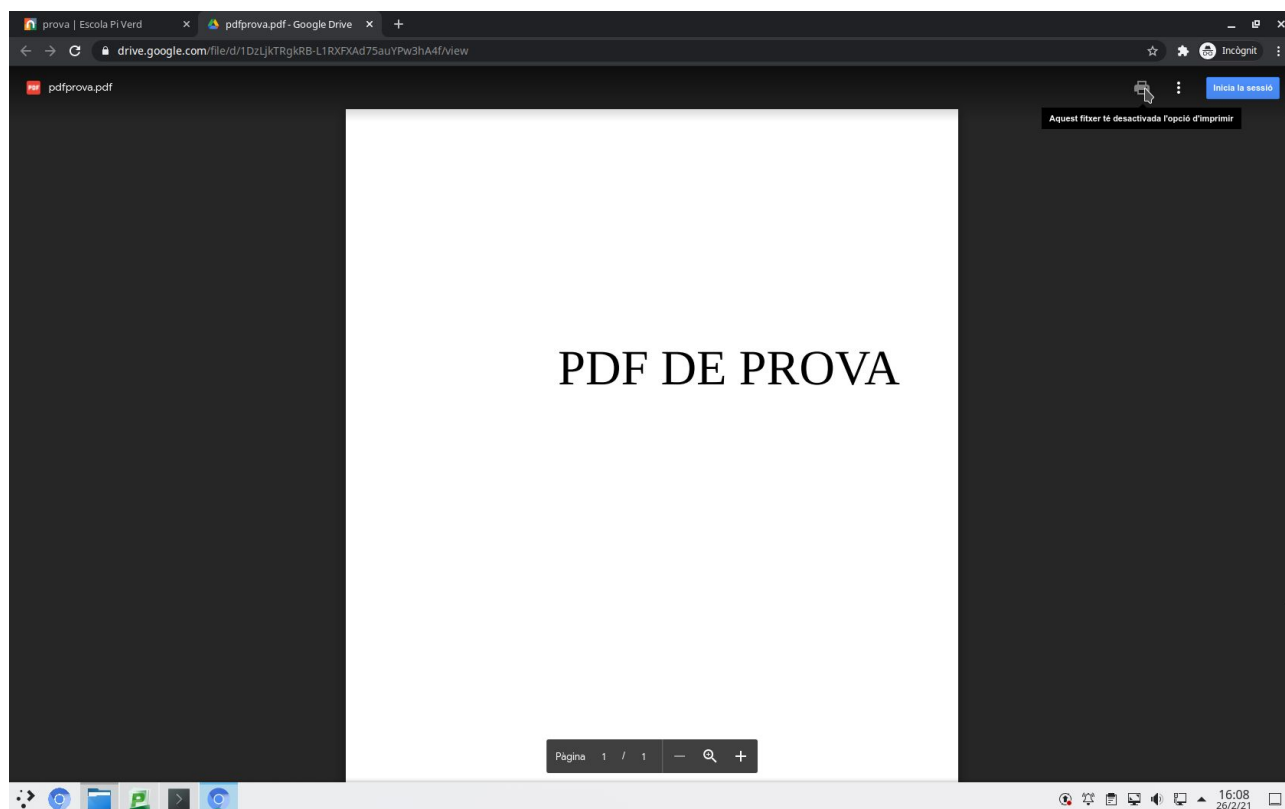 prova | Escola Pi Verd
pdfprova.pdf - Google Drive
drive.google.com/file/d/1DzLjkTRgkRB-L1RXFXAd75auYPw3hA4f/view
Incògnit
PDF
pdfprova.pdf
Inicia la sessió
Aquest fitxer té desactivada l'opció d'imprimir
PDF DE PROVA
Pàgina 1 / 1
16:08
26/2/21